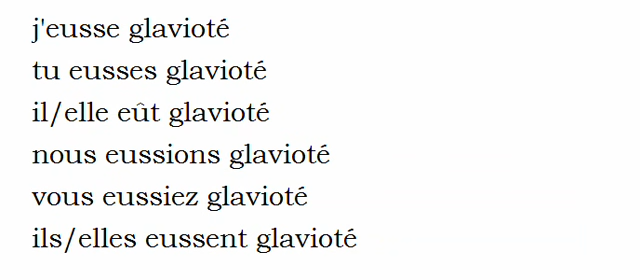 j'eusse glavioté
tu eusses glavioté
il/elle eût glavioté
nous eussions glavioté
vous eussiez glavioté
ils/elles eussent glavioté